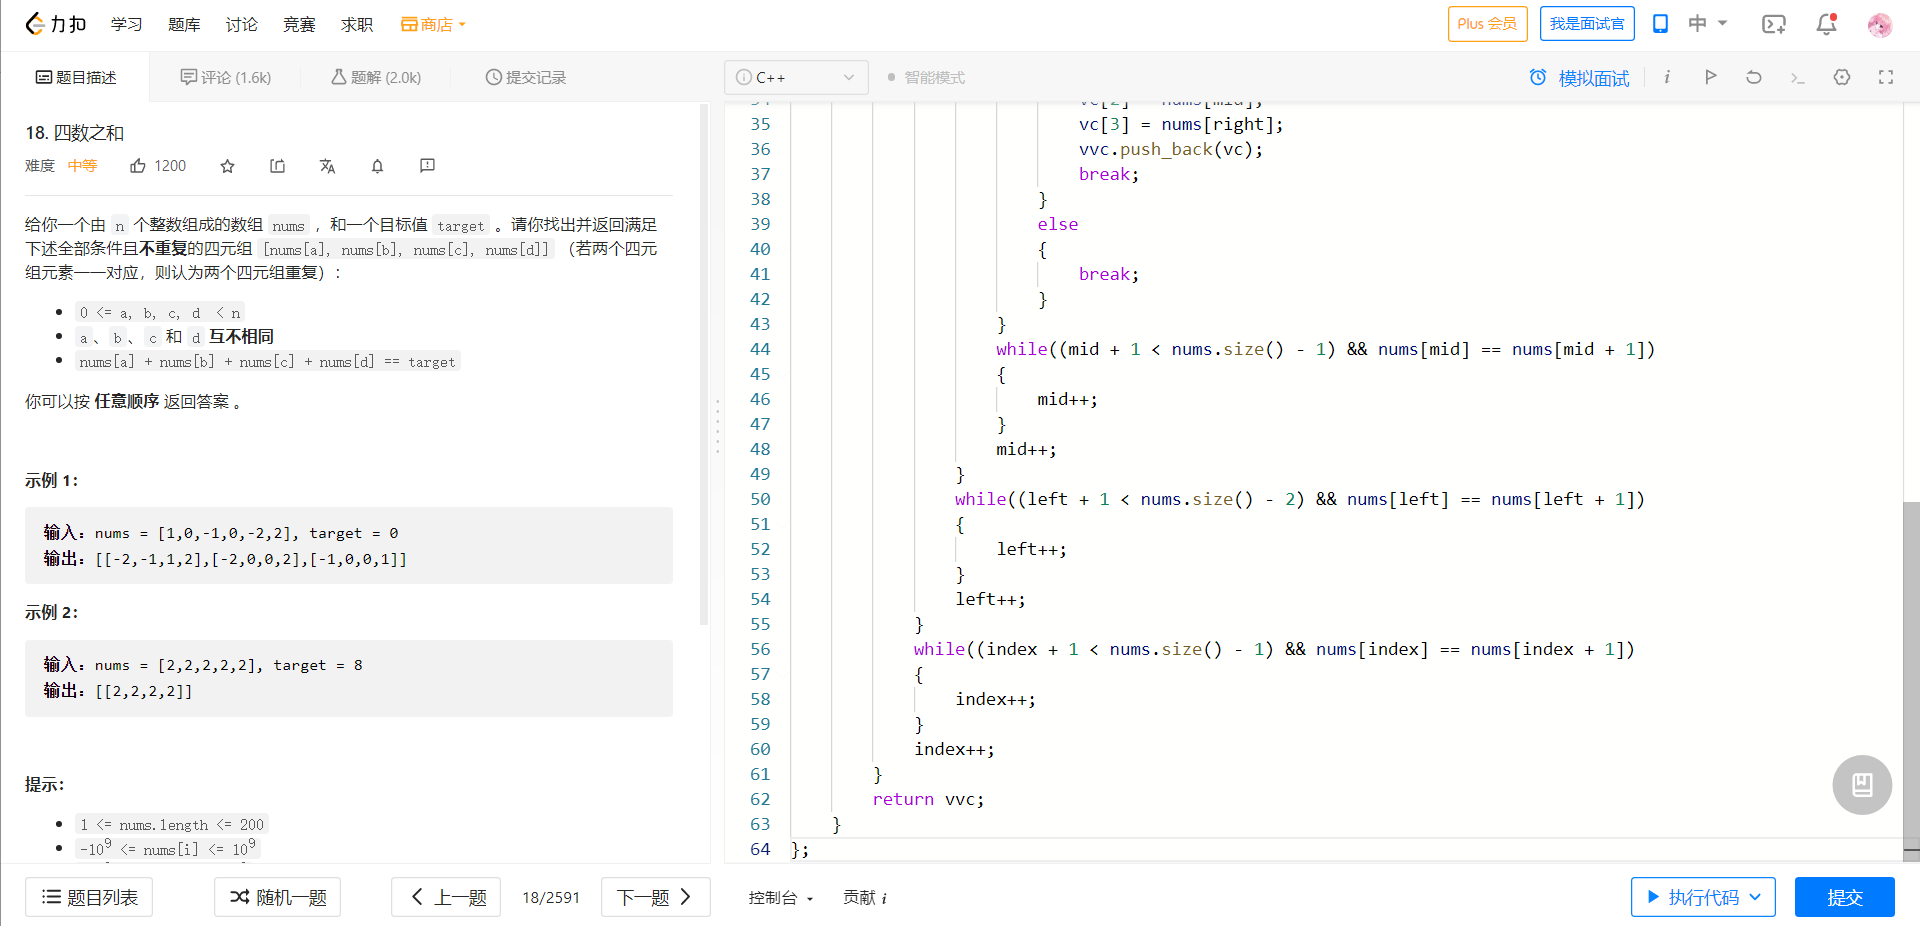 力扣 学习 题库 讨论 竞赛 求职 商店 Plus 会员 我是面试官 中
题目描述 评论 (1.6k) 题解 (2.0k) 提交记录
18. 四数之和
难度 中等 1200
给你一个由 n 个整数组成的数组 nums ，和一个目标值 target 。请你找出并返回满足
下述全部条件且不重复的四元组 [nums[a], nums[b], nums[c], nums[d]] （若两个四元
组元素一一对应，则认为两个四元组重复）：
0 <= a, b, c, d < n
a 、 b 、 c 和 d 互不相同
nums[a] + nums[b] + nums[c] + nums[d] == target
你可以按 任意顺序 返回答案 。
示例 1：
输入：nums = [1,0,-1,0,-2,2], target = 0
输出：[[-2,-1,1,2],[-2,0,0,2],[-1,0,0,1]]
示例 2：
输入：nums = [2,2,2,2,2], target = 8
输出：[[2,2,2,2]]
提示：
1 <= nums.length <= 200
-10^9 <= nums[i] <= 10^9
题目列表 随机一题 上一题 18/2591 下一题
C++ 智能模式 模拟面试
34 vc[2] = nums[mid];
35 vc[3] = nums[right];
36 vvc.push_back(vc);
37 break;
38 }
39 else
40 {
41 break;
42 }
43 }
44 while((mid + 1 < nums.size() - 1) && nums[mid] == nums[mid + 1])
45 {
46 mid++;
47 }
48 mid++;
49 }
50 while((left + 1 < nums.size() - 2) && nums[left] == nums[left + 1])
51 {
52 left++;
53 }
54 left++;
55 }
56 while((index + 1 < nums.size() - 1) && nums[index] == nums[index + 1])
57 {
58 index++;
59 }
60 index++;
61 }
62 return vvc;
63 }
64 };
控制台 贡献 i 执行代码 提交